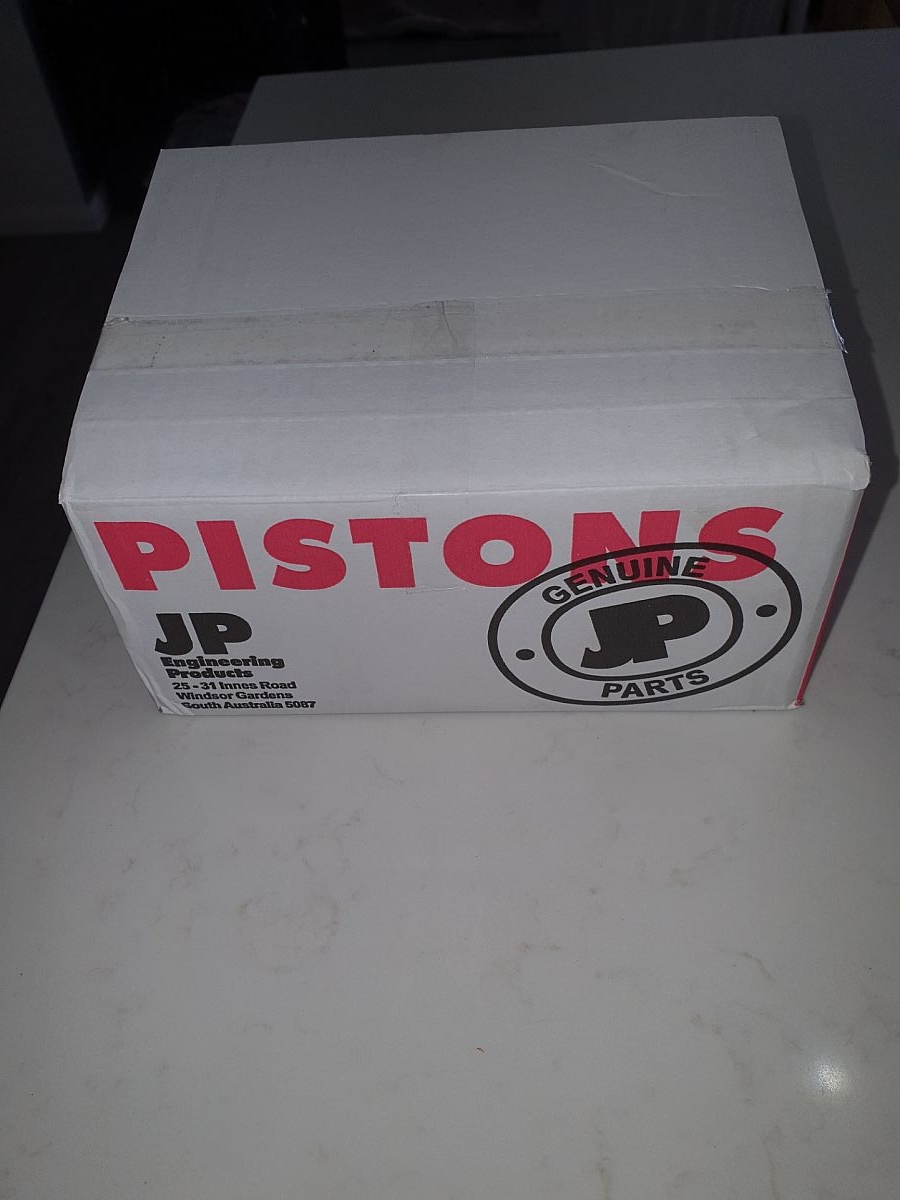 PISTONS
JP
Engineering
Products
25 - 31 Innes Road
Windsor Gardens
South Australia 5087
GENUINE
JP
PARTS